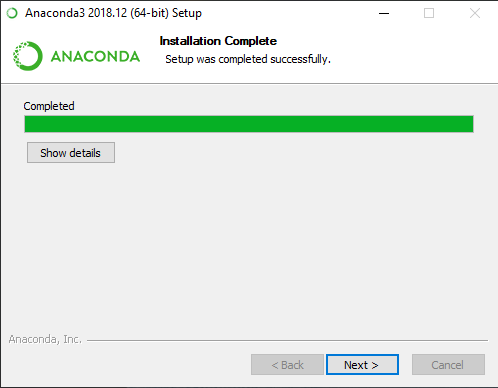 Anaconda3 2018.12 (64-bit) Setup
ANACONDA
Installation Complete
Setup was completed successfully.
Completed
Show details
Anaconda, Inc.
< Back
Next >
Cancel